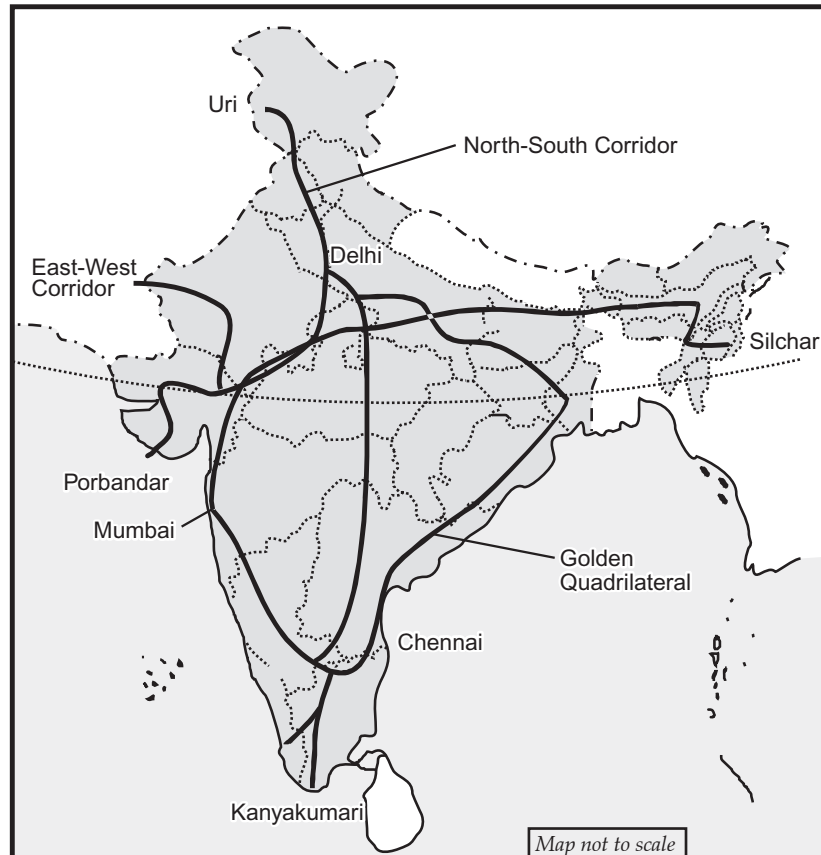 Uri
North-South Corridor
Delhi
East-West
Corridor
Silchar
Porbandar
Mumbai
Golden
Quadrilateral
Chennai
Kanyakumari
Map not to scale